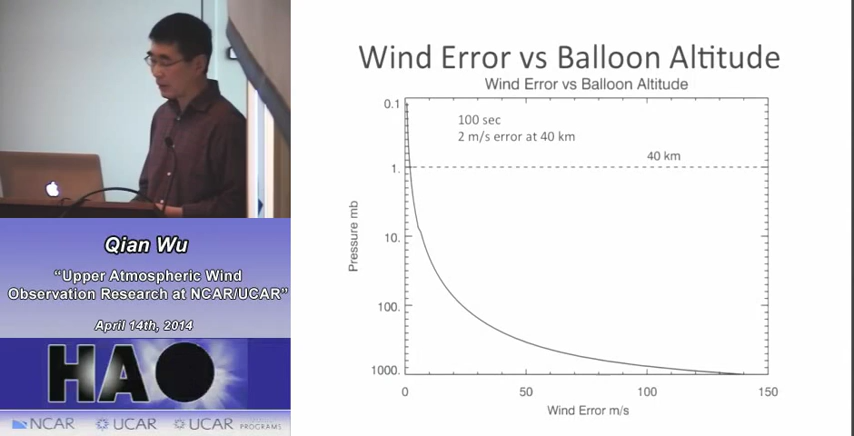 Qian Wu
“Upper Atmospheric Wind
Observation Research at NCAR/UCAR”
April 14th, 2014
HAO
NCAR
UCAR
UCAR
PROGRAMS
Wind Error vs Balloon Altitude
Wind Error vs Balloon Altitude
100 sec
2 m/s error at 40 km
40 km
Pressure mb
0.1
1.
10.
100.
1000.
0 50 100 150
Wind Error m/s